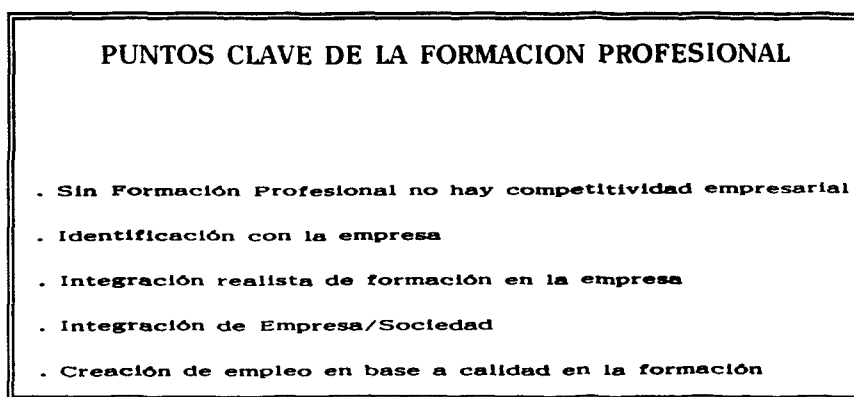 PUNTOS CLAVE DE LA FORMACION PROFESIONAL
. Sin Formación Profesional no hay competitividad empresarial
. Identificación con la empresa
. Integración realista de formación en la empresa
. Integración de Empresa/Sociedad
. Creación de empleo en base a calidad en la formación